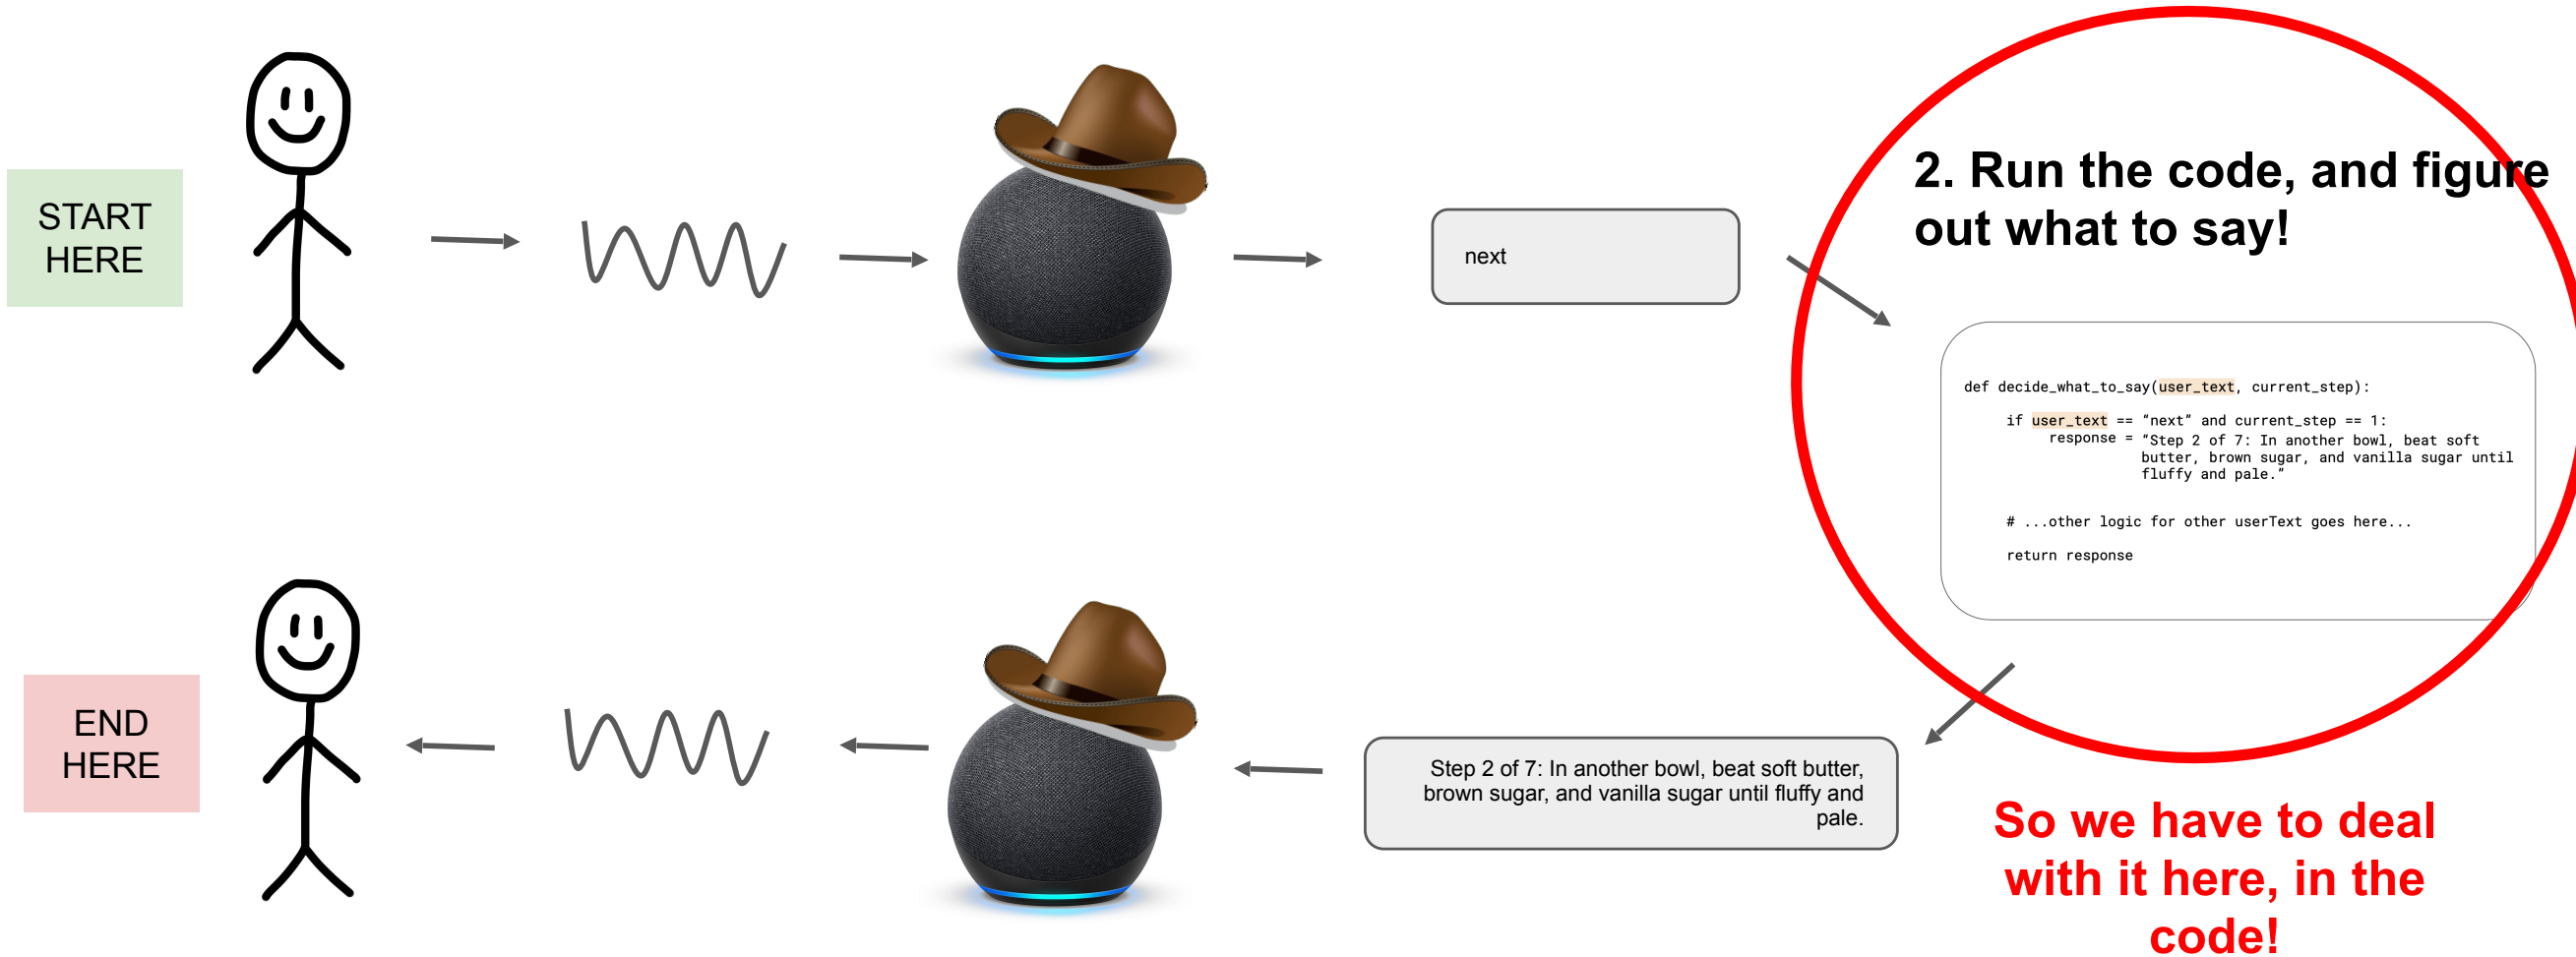 START
HERE
next
2. Run the code, and figure
out what to say!
def decide_what_to_say(user_text, current_step):
if user_text == “next” and current_step == 1:
response = “Step 2 of 7: In another bowl, beat soft
butter, brown sugar, and vanilla sugar until
fluffy and pale.”
# ...other logic for other userText goes here...
return response
END
HERE
Step 2 of 7: In another bowl, beat soft butter,
brown sugar, and vanilla sugar until fluffy and
pale.
So we have to deal
with it here, in the
code!